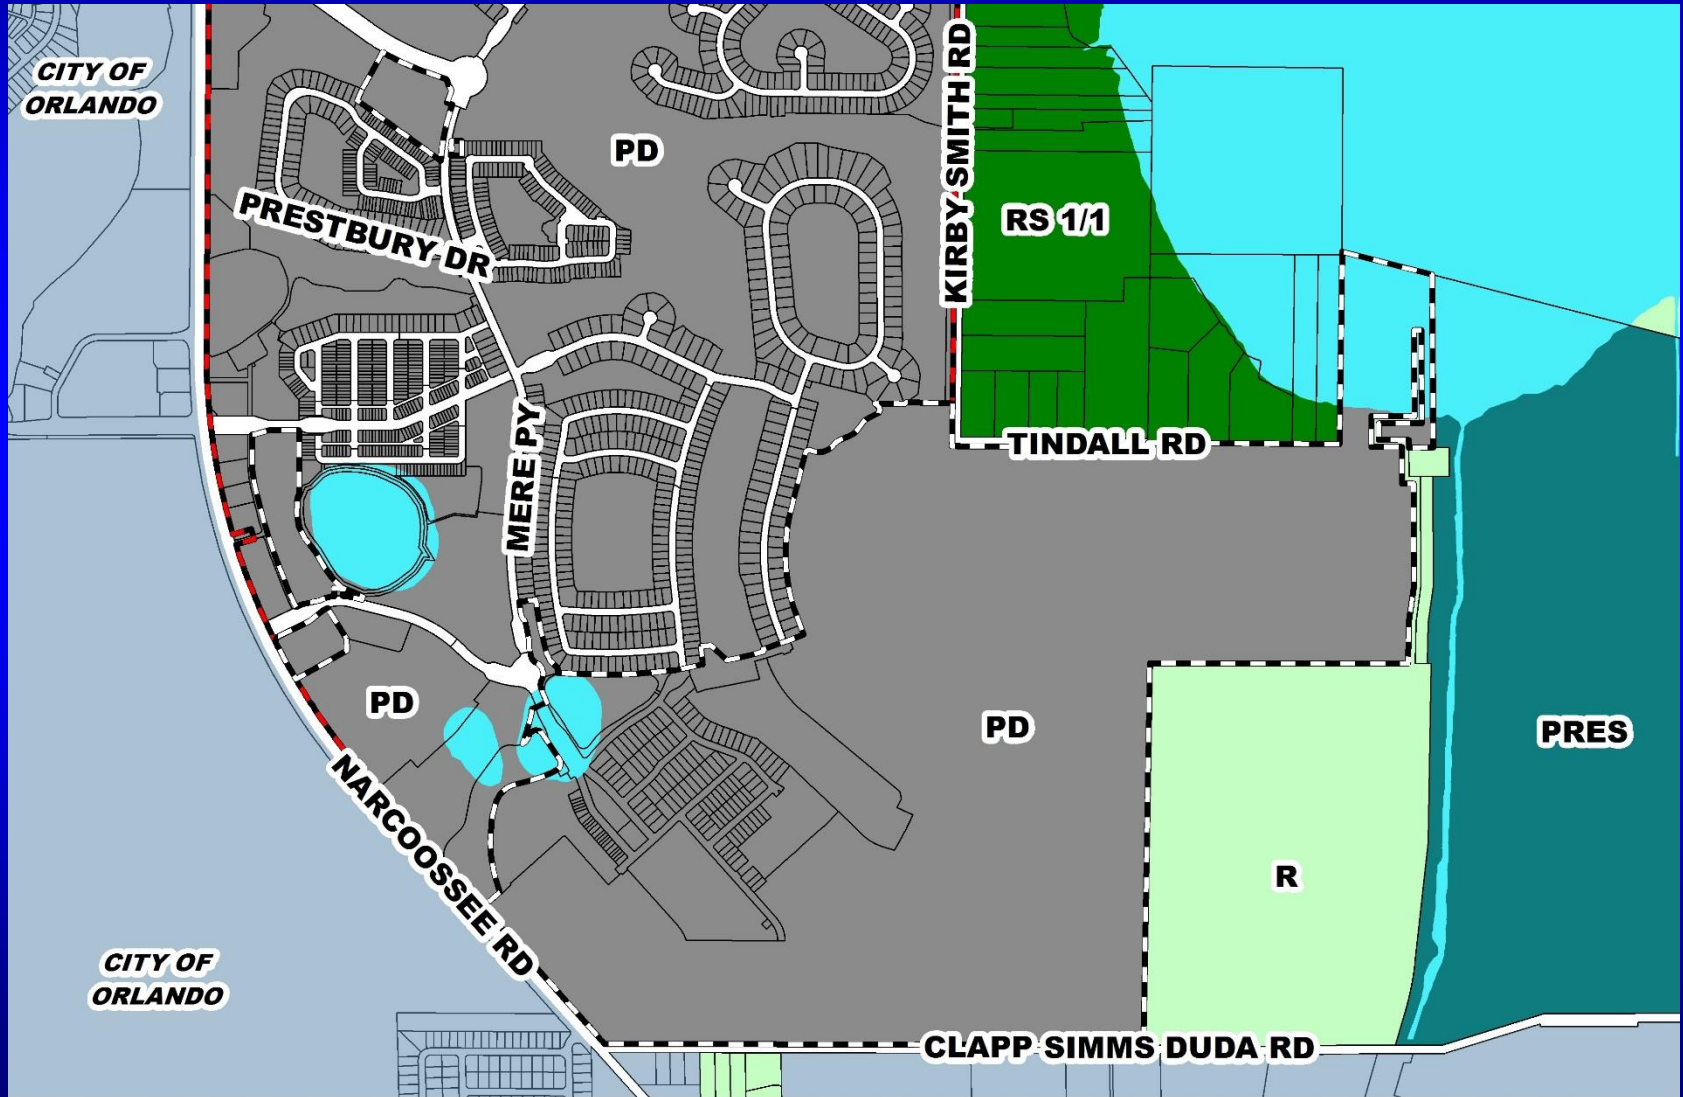 CITY OF
ORLANDO
PD
KIRBY-SMITH RD
RS 1/1
PRESTBURY DR
TINDALL RD
MERE PY
PD
PD
PRES
NARCOOSSEE RD
R
CITY OF
ORLANDO
CLAPP SIMMS DUDA RD